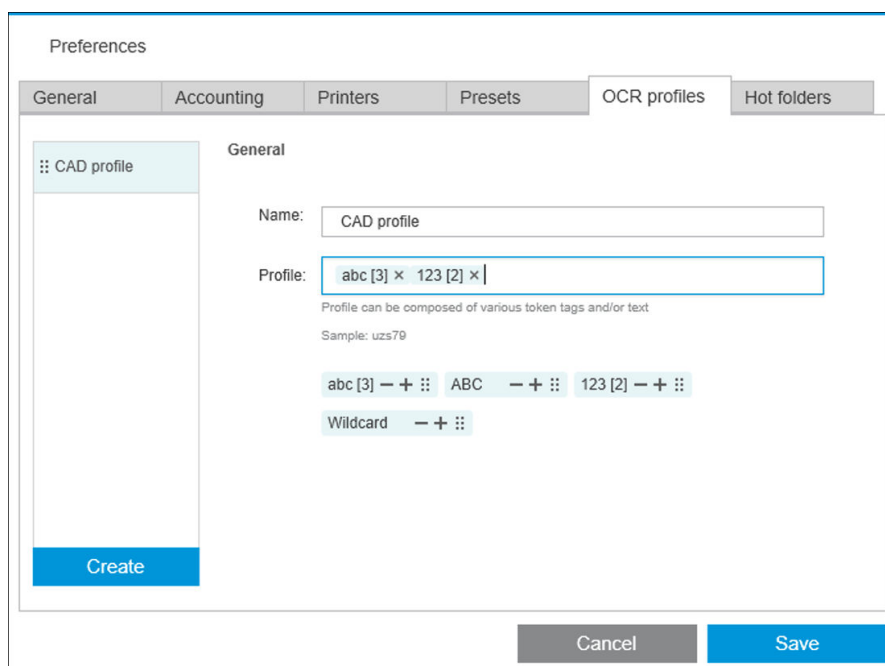 Preferences
General Accounting Printers Presets OCR profiles Hot folders
CAD profile
General
Name: CAD profile
Profile: abc [3] × 123 [2] ×
Profile can be composed of various token tags and/or text
Sample: uzs79
abc [3] − + ABC − + 123 [2] − +
Wildcard − +
Create
Cancel Save